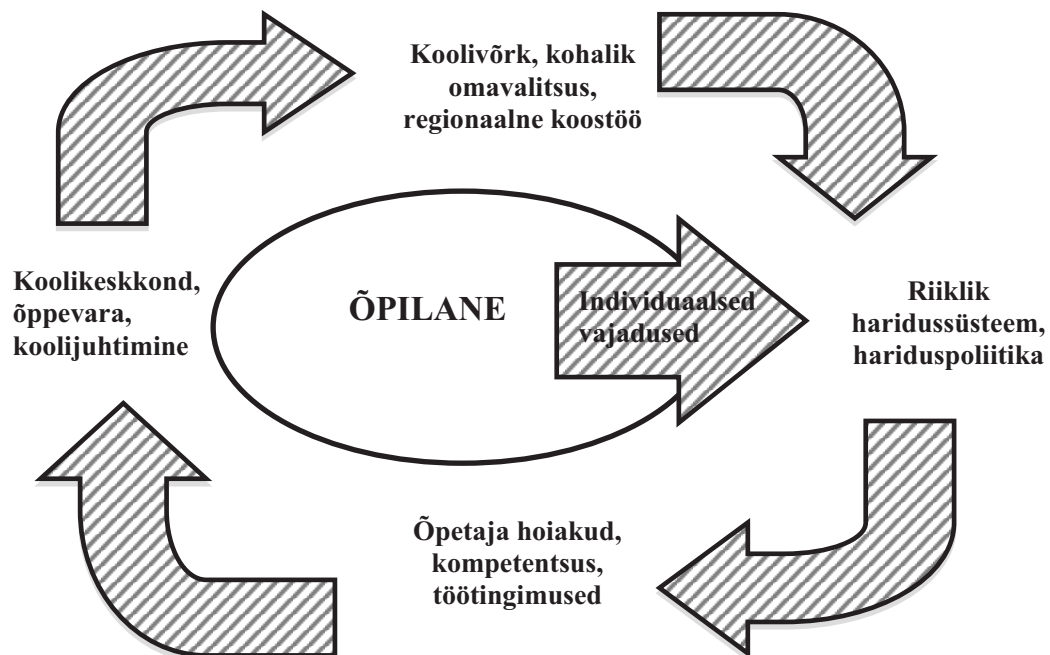 Koolivõrk, kohalik
omavalitsus,
regionaalne koostöö
Koolikeskkond,
õppevara,
koolijuhtimine
ÕPILANE
Individuaalsed
vajadused
Riiklik
haridussüsteem,
hariduspoliitika
Õpetaja hoiakud,
kompetentsus,
töötingimused